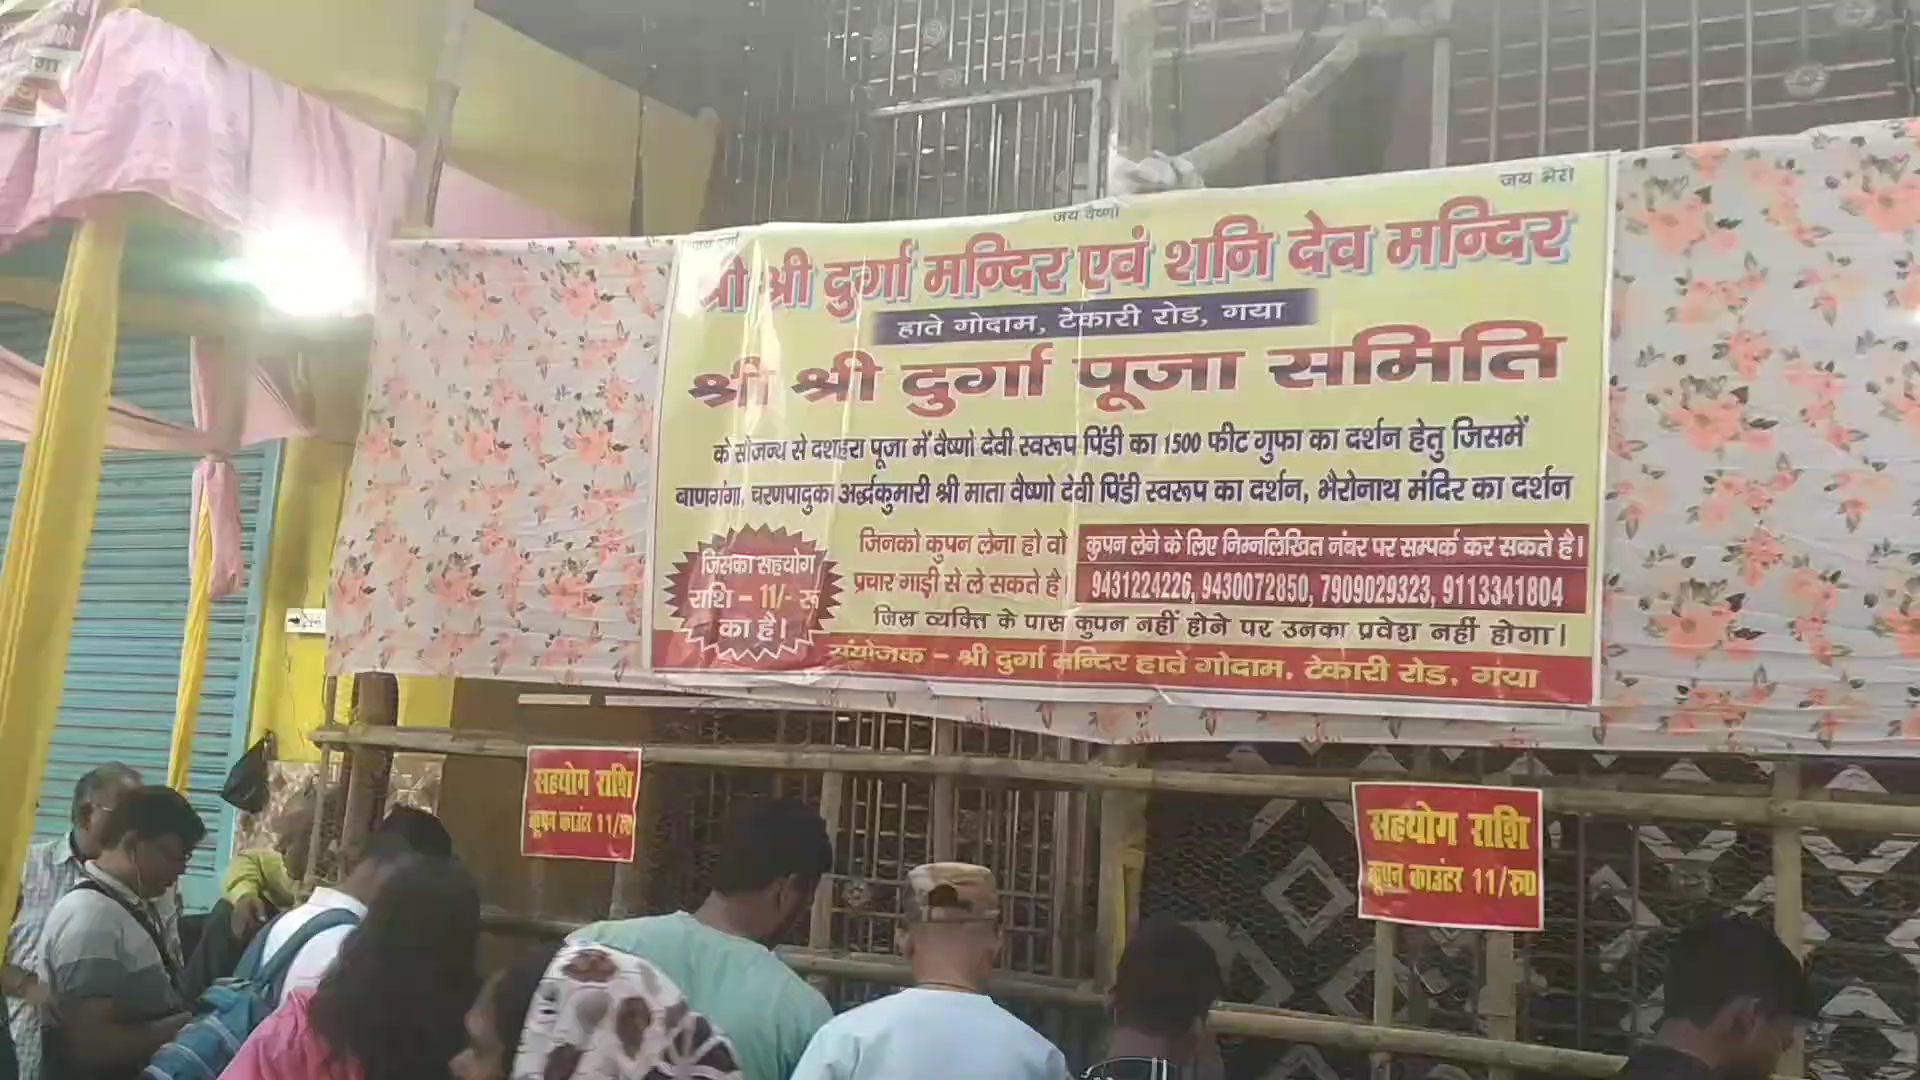 जय वैष्णो
जय भैरो
श्री श्री दुर्गा मन्दिर एवं शनि देव मन्दिर
हाते गोदाम, टेकारी रोड, गया
श्री श्री दुर्गा पूजा समिति
के सौजन्य से दशहरा पूजा में वैष्णो देवी स्वरूप पिंडी का 1500 फीट गुफा का दर्शन हेतु जिसमें
बाणगंगा, चरणपादुका अर्द्धकुमारी श्री माता वैष्णो देवी पिंडी स्वरूप का दर्शन, भैरोनाथ मंदिर का दर्शन
जिसका सहयोग
राशि – 11/- रू
का है।
जिनको कुपन लेना हो वो
प्रचार गाड़ी से ले सकते है।
कुपन लेने के लिए निम्नलिखित नंबर पर सम्पर्क कर सकते है।
9431224226, 9430072850, 7909029323, 9113341804
जिस व्यक्ति के पास कुपन नहीं होने पर उनका प्रवेश नहीं होगा।
संयोजक – श्री दुर्गा मन्दिर हाते गोदाम, टेकारी रोड, गया
सहयोग राशि
कूपन काउंटर 11/रू0
सहयोग राशि
कूपन काउंटर 11/रू0